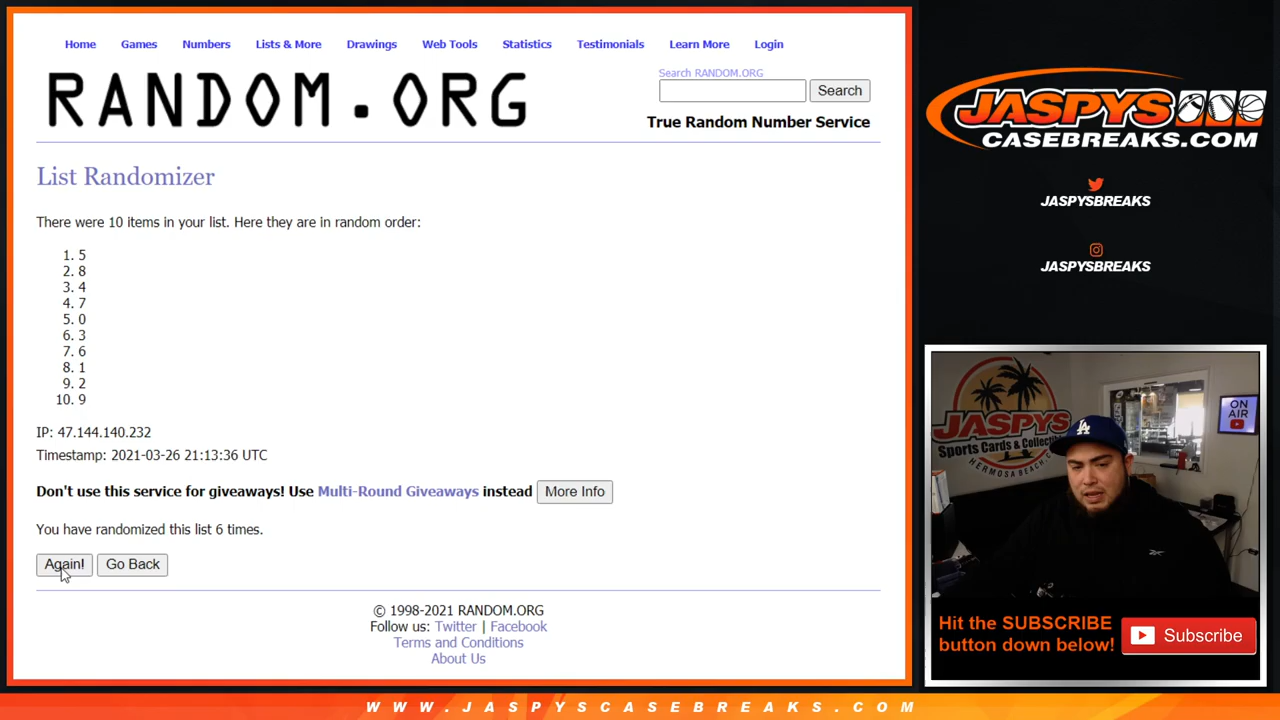 Home Games Numbers Lists & More Drawings Web Tools Statistics Testimonials Learn More Login
RANDOM.ORG
Search RANDOM.ORG
Search
True Random Number Service
List Randomizer
There were 10 items in your list. Here they are in random order:
1. 5
2. 8
3. 4
4. 7
5. 0
6. 3
7. 6
8. 1
9. 2
10. 9
IP: 47.144.140.232
Timestamp: 2021-03-26 21:13:36 UTC
Don't use this service for giveaways! Use Multi-Round Giveaways instead More Info
You have randomized this list 6 times.
Again! Go Back
© 1998-2021 RANDOM.ORG
Follow us: Twitter | Facebook
Terms and Conditions
About Us
JASPYS
CASEBREAKS.COM
JASPYSBREAKS
JASPYSBREAKS
JASPYS
Sports Cards & Collectibl
HERMOSA BEACH
ON
AIR
LA
Hit the SUBSCRIBE
button down below!
Subscribe
WWW.JASPYSCASEBREAKS.COM